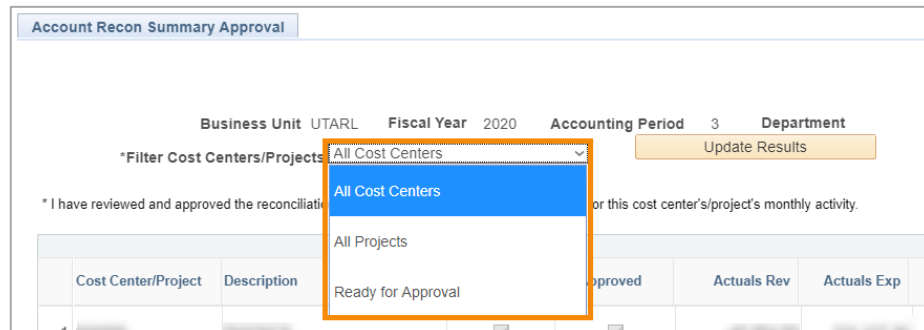 Account Recon Summary Approval
Business Unit UTARL Fiscal Year 2020 Accounting Period 3 Department
*Filter Cost Centers/Projects All Cost Centers Update Results
All Cost Centers
* I have reviewed and approved the or this cost center's/project's monthly activity.
All Projects
Cost Center/Project Description Actuals Rev Actuals Exp
Ready for Approval